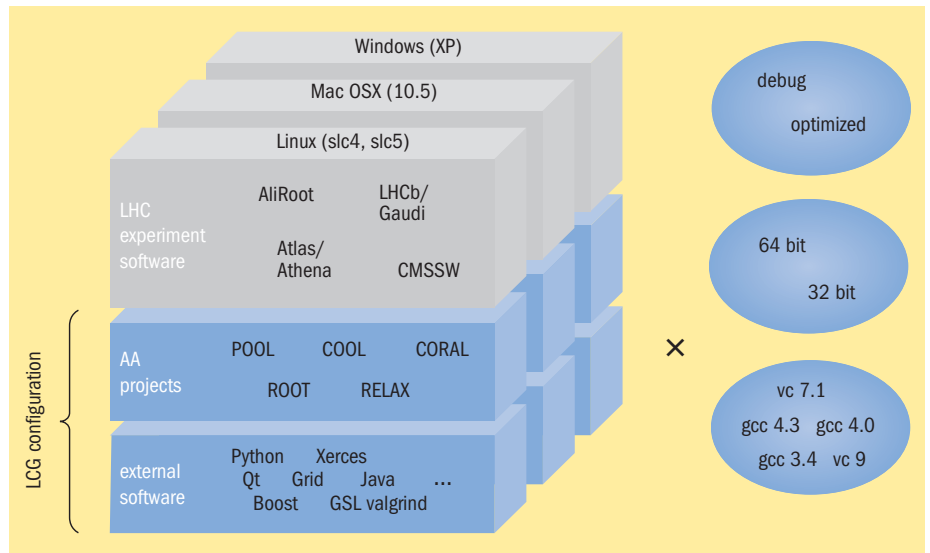 Windows (XP)
Mac OSX (10.5)
Linux (slc4, slc5)
LHC
experiment
software
AliRoot
LHCb/
Gaudi
Atlas/
Athena
CMSSW
LCG configuration
AA
projects
POOL COOL CORAL
ROOT RELAX
external
software
Python Xerces
Qt Grid Java ...
Boost GSL valgrind
×
debug
optimized
64 bit
32 bit
vc 7.1
gcc 4.3 gcc 4.0
gcc 3.4 vc 9